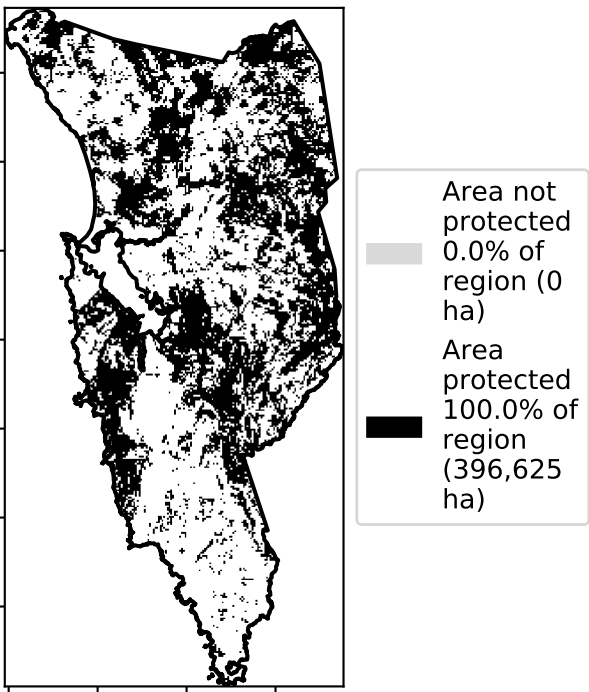 Area not
protected
0.0% of
region (0
ha)
Area
protected
100.0% of
region
(396,625
ha)